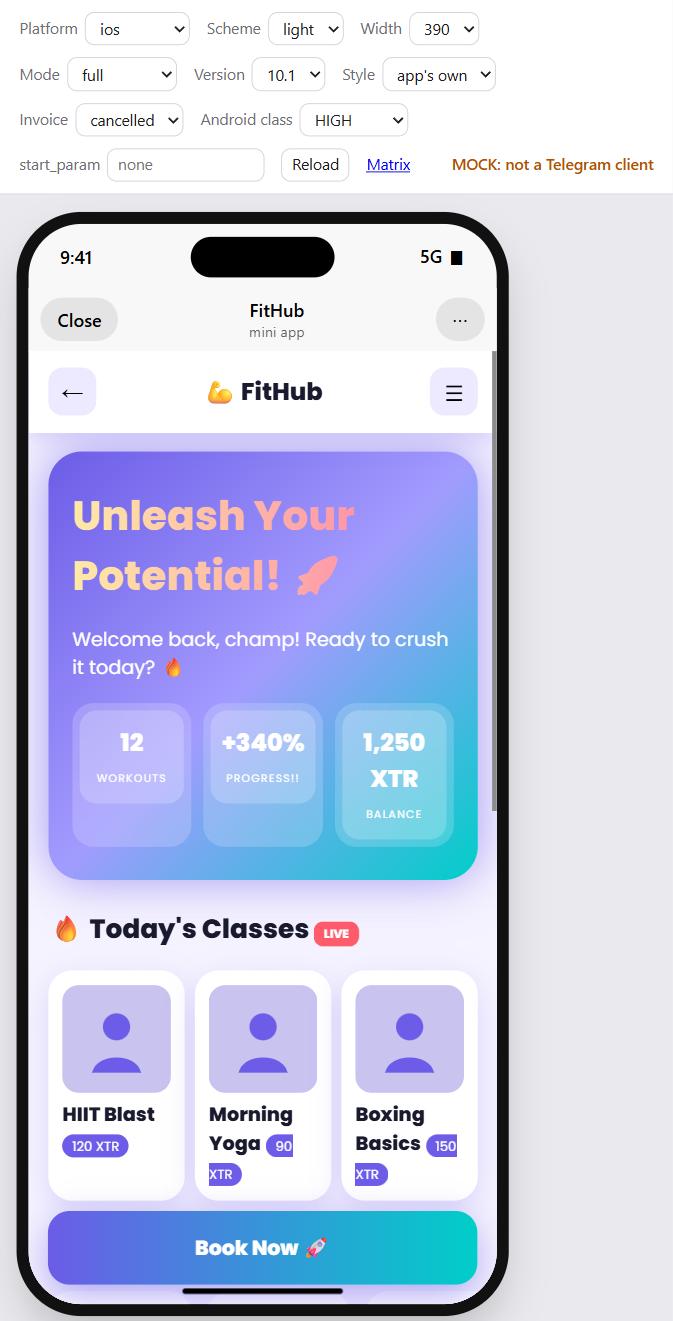 Platform ios Scheme light Width 390
Mode full Version 10.1 Style app's own
Invoice cancelled Android class HIGH
start_param none Reload Matrix MOCK: not a Telegram client
9:41 5G
Close FitHub ...
mini app
← 💪 FitHub ☰
Unleash Your
Potential! 🚀
Welcome back, champ! Ready to crush
it today? 🔥
12 +340% 1,250
XTR
WORKOUTS PROGRESS!! BALANCE
🔥 Today's Classes LIVE
HIIT Blast Morning Boxing
120 XTR Yoga 90 Basics 150
XTR XTR
Book Now 🚀